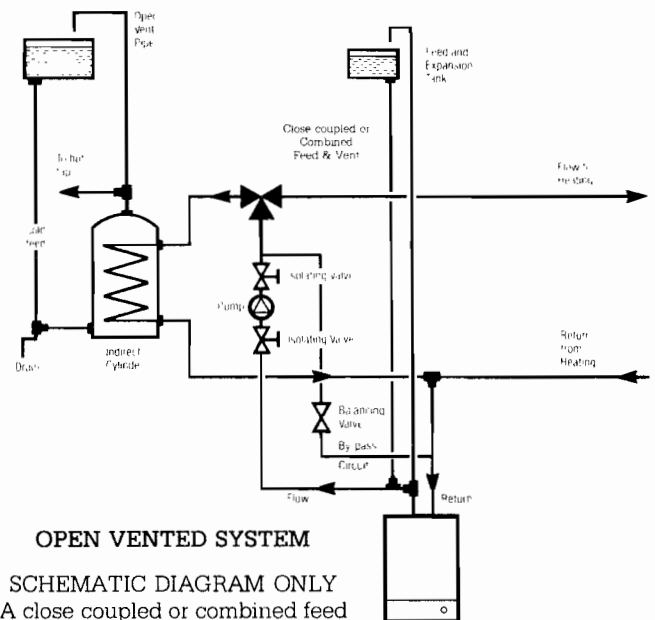 Open
Vent
Pipe
Feed and
Expansion
Tank
Close coupled or
Combined
Feed & Vent
To hot
Flow
Heating
feed
Isolating Valve
Pump
Isolating Valve
Return
from
Heating
Drain
Indirect
Cylinder
Balancing
Valve
By pass
Circuit
Flow
Return
OPEN VENTED SYSTEM
SCHEMATIC DIAGRAM ONLY
A close coupled or combined feed